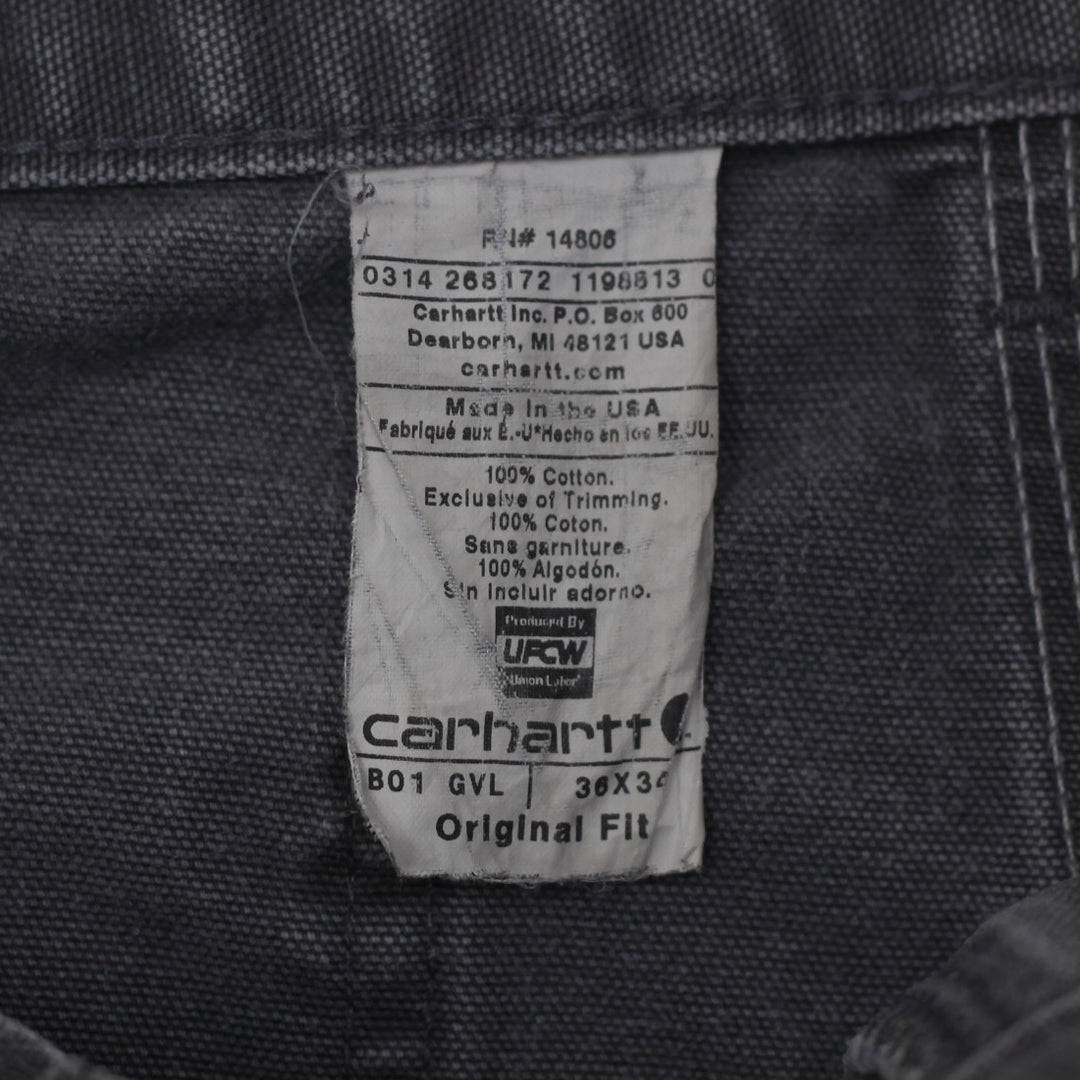 RN# 14806
0314 268172 1198813 0
Carhartt Inc. P.O. Box 600
Dearborn, MI 48121 USA
carhartt.com
Made in the USA
Fabriqué aux É.-U*Hecho en los EE.UU.
100% Cotton.
Exclusive of Trimming.
100% Coton.
Sans garniture.
100% Algodón.
Sin incluir adorno.
Produced By
UFCW
Union Labor
carhartt
B01 GVL | 36X34
Original Fit